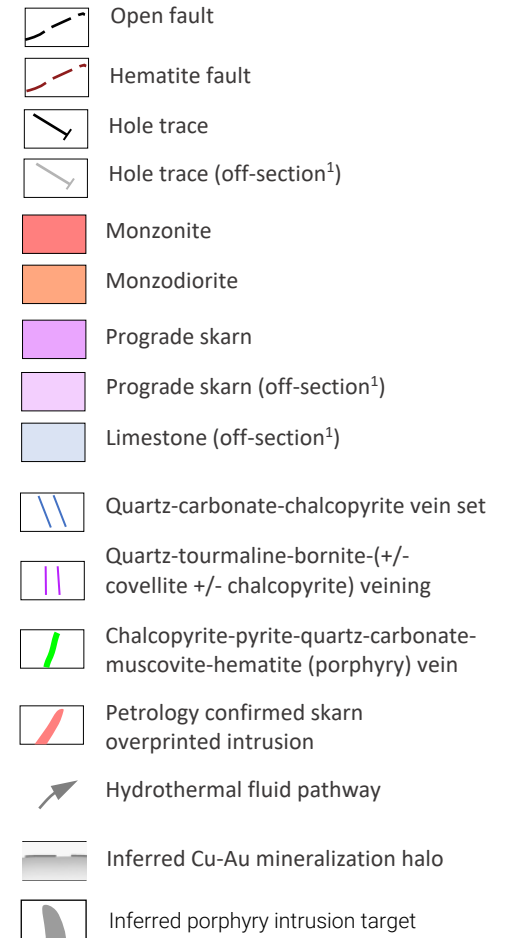 Open fault
Hematite fault
Hole trace
Hole trace (off-section¹)
Monzonite
Monzodiorite
Prograde skarn
Prograde skarn (off-section¹)
Limestone (off-section¹)
Quartz-carbonate-chalcopyrite vein set
Quartz-tourmaline-bornite-(+/-
covellite +/- chalcopyrite) veining
Chalcopyrite-pyrite-quartz-carbonate-
muscovite-hematite (porphyry) vein
Petrology confirmed skarn
overprinted intrusion
Hydrothermal fluid pathway
Inferred Cu-Au mineralization halo
Inferred porphyry intrusion target